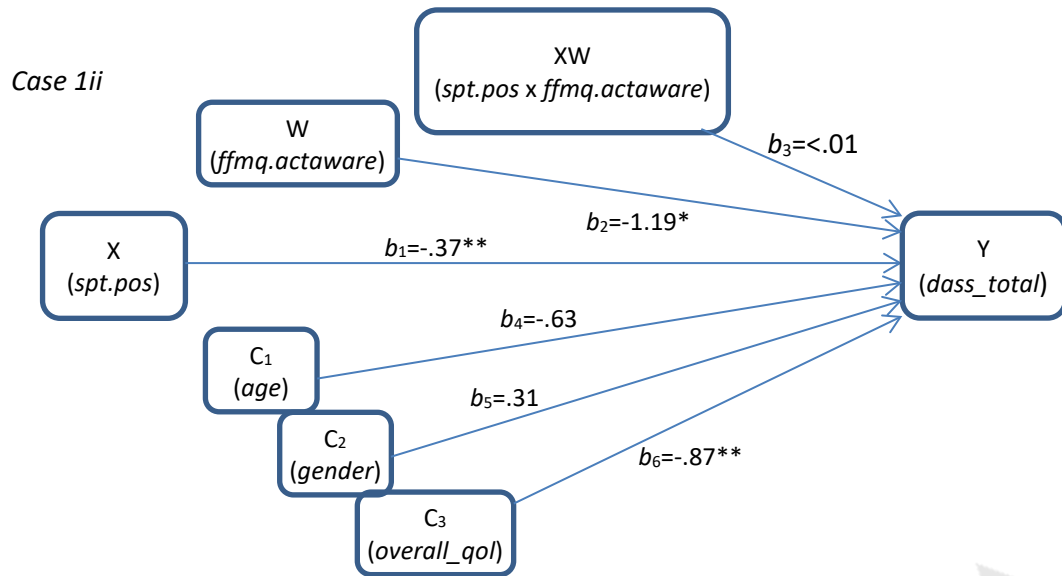 Case 1ii
XW
(spt.pos x ffmq.actaware)
W
(ffmq.actaware)
b₃=<.01
b₂=-1.19*
X
(spt.pos)
b₁=-.37**
Y
(dass_total)
b₄=-.63
C₁
(age)
b₅=.31
C₂
(gender)
b₆=-.87**
C₃
(overall_qol)